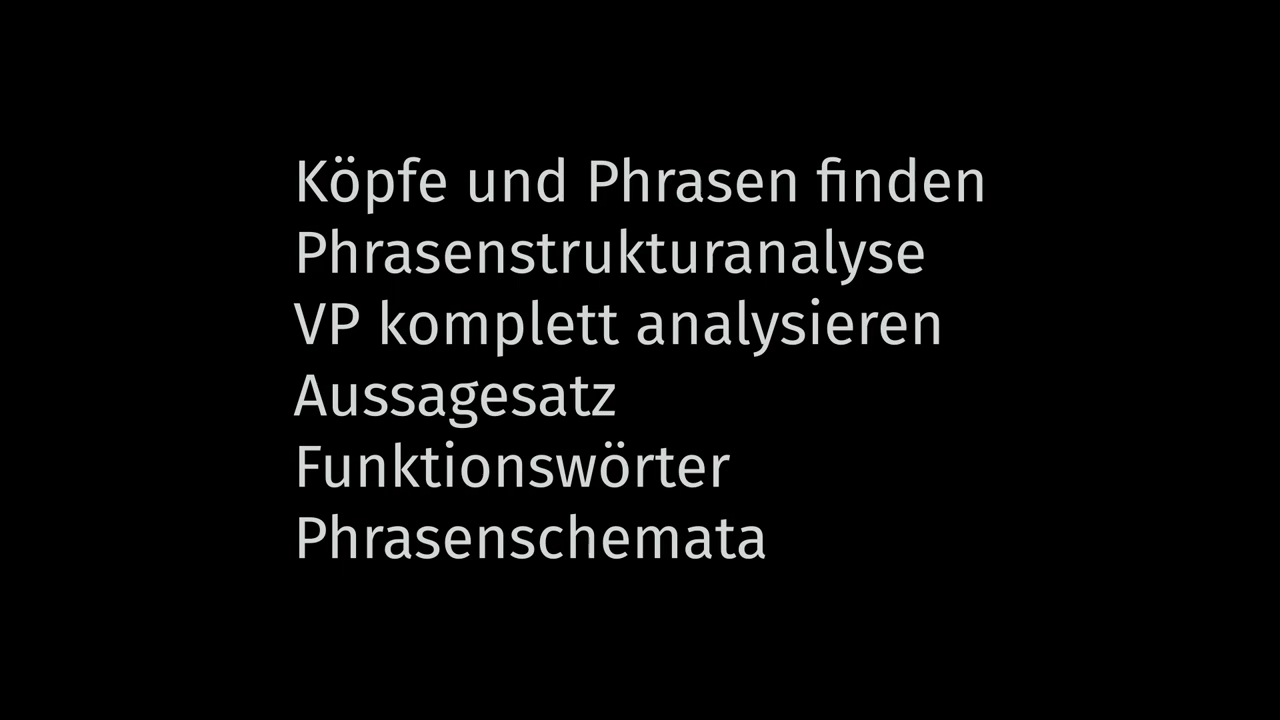 Köpfe und Phrasen finden
Phrasenstrukturanalyse
VP komplett analysieren
Aussagesatz
Funktionswörter
Phrasenschemata